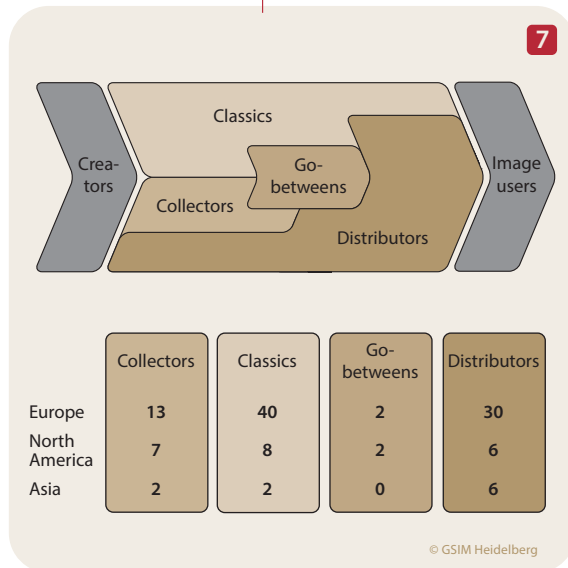 7
Classics
Crea-
tors
Go-
betweens
Image
users
Collectors
Distributors
Collectors Classics Go-
betweens Distributors
Europe 13 40 2 30
North
America 7 8 2 6
Asia 2 2 0 6
© GSIM Heidelberg